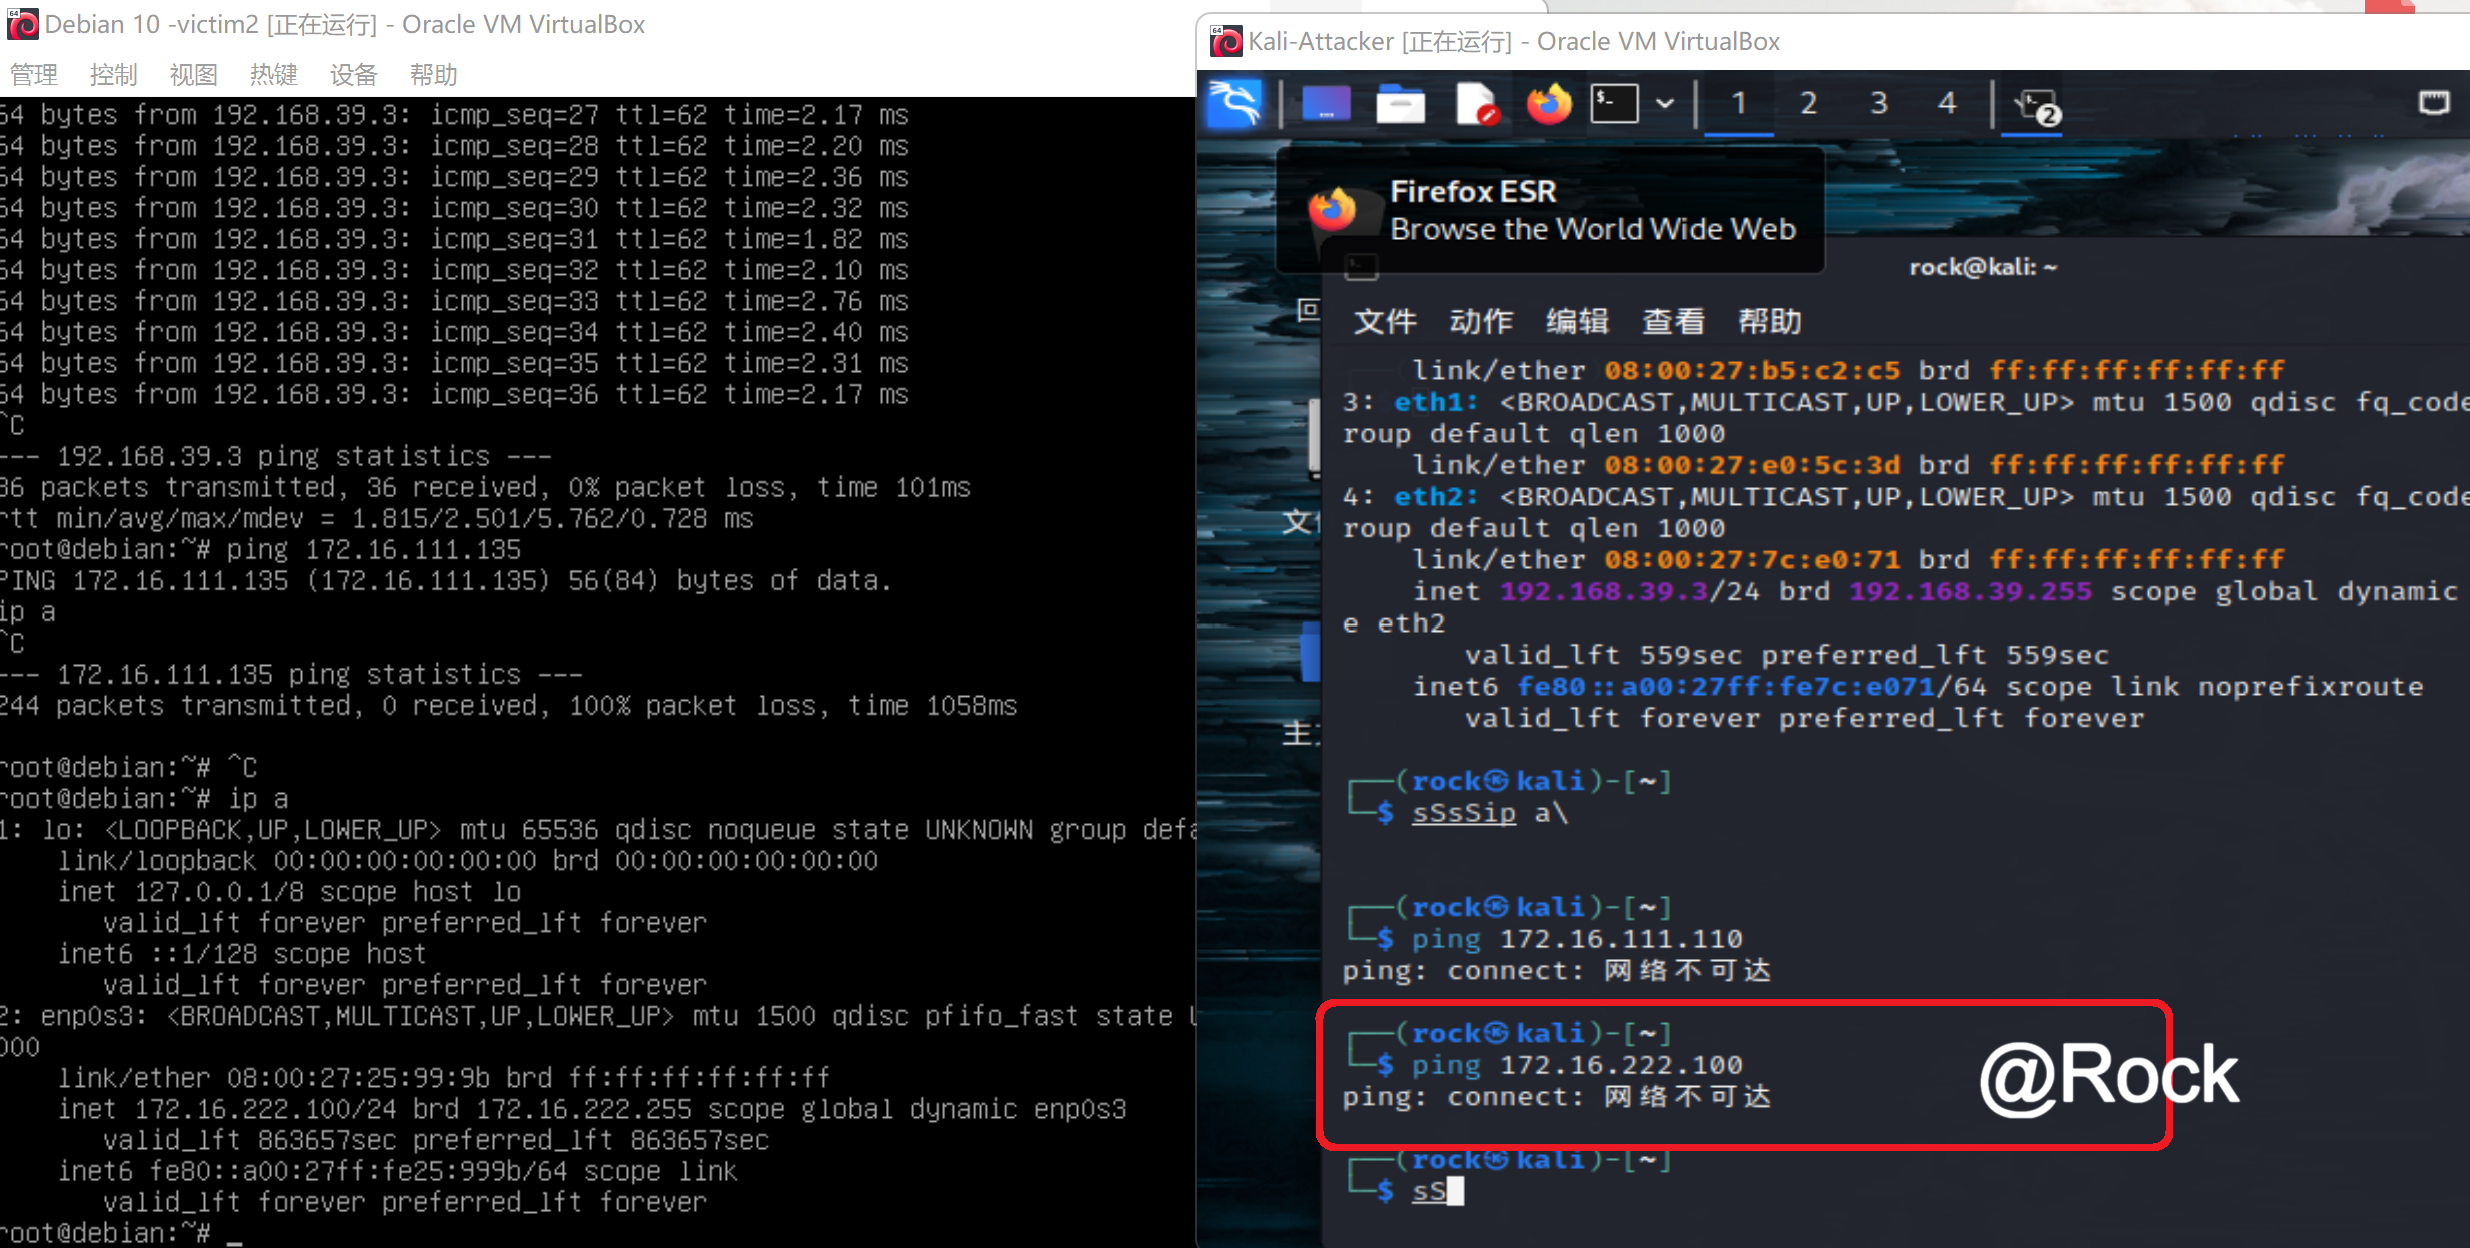 Debian 10 -victim2 [正在运行] - Oracle VM VirtualBox
管理 控制 视图 热键 设备 帮助
64 bytes from 192.168.39.3: icmp_seq=27 ttl=62 time=2.17 ms
64 bytes from 192.168.39.3: icmp_seq=28 ttl=62 time=2.20 ms
64 bytes from 192.168.39.3: icmp_seq=29 ttl=62 time=2.36 ms
64 bytes from 192.168.39.3: icmp_seq=30 ttl=62 time=2.32 ms
64 bytes from 192.168.39.3: icmp_seq=31 ttl=62 time=1.82 ms
64 bytes from 192.168.39.3: icmp_seq=32 ttl=62 time=2.10 ms
64 bytes from 192.168.39.3: icmp_seq=33 ttl=62 time=2.76 ms
64 bytes from 192.168.39.3: icmp_seq=34 ttl=62 time=2.40 ms
64 bytes from 192.168.39.3: icmp_seq=35 ttl=62 time=2.31 ms
64 bytes from 192.168.39.3: icmp_seq=36 ttl=62 time=2.17 ms
^C
--- 192.168.39.3 ping statistics ---
36 packets transmitted, 36 received, 0% packet loss, time 101ms
rtt min/avg/max/mdev = 1.815/2.501/5.762/0.728 ms
root@debian:~# ping 172.16.111.135
PING 172.16.111.135 (172.16.111.135) 56(84) bytes of data.
ip a
^C
--- 172.16.111.135 ping statistics ---
244 packets transmitted, 0 received, 100% packet loss, time 1058ms
root@debian:~# ^C
root@debian:~# ip a
1: lo: <LOOPBACK,UP,LOWER_UP> mtu 65536 qdisc noqueue state UNKNOWN group defa
link/loopback 00:00:00:00:00:00 brd 00:00:00:00:00:00
inet 127.0.0.1/8 scope host lo
valid_lft forever preferred_lft forever
inet6 ::1/128 scope host
valid_lft forever preferred_lft forever
2: enp0s3: <BROADCAST,MULTICAST,UP,LOWER_UP> mtu 1500 qdisc pfifo_fast state U
000
link/ether 08:00:27:25:99:9b brd ff:ff:ff:ff:ff:ff
inet 172.16.222.100/24 brd 172.16.222.255 scope global dynamic enp0s3
valid_lft 863657sec preferred_lft 863657sec
inet6 fe80::a00:27ff:fe25:999b/64 scope link
valid_lft forever preferred_lft forever
root@debian:~# _
Kali-Attacker [正在运行] - Oracle VM VirtualBox
1 2 3 4 2
Firefox ESR
Browse the World Wide Web
rock@kali: ~
文件 动作 编辑 查看 帮助
link/ether 08:00:27:b5:c2:c5 brd ff:ff:ff:ff:ff:ff
3: eth1: <BROADCAST,MULTICAST,UP,LOWER_UP> mtu 1500 qdisc fq_code
roup default qlen 1000
link/ether 08:00:27:e0:5c:3d brd ff:ff:ff:ff:ff:ff
4: eth2: <BROADCAST,MULTICAST,UP,LOWER_UP> mtu 1500 qdisc fq_code
roup default qlen 1000
link/ether 08:00:27:7c:e0:71 brd ff:ff:ff:ff:ff:ff
inet 192.168.39.3/24 brd 192.168.39.255 scope global dynamic
e eth2
valid_lft 559sec preferred_lft 559sec
inet6 fe80::a00:27ff:fe7c:e071/64 scope link noprefixroute
valid_lft forever preferred_lft forever
┌──(rock㉿kali)-[~]
└─$ sSsSip a\
┌──(rock㉿kali)-[~]
└─$ ping 172.16.111.110
ping: connect: 网络不可达
┌──(rock㉿kali)-[~]
└─$ ping 172.16.222.100
ping: connect: 网络不可达
@Rock
┌──(rock㉿kali)-[~]
└─$ sS